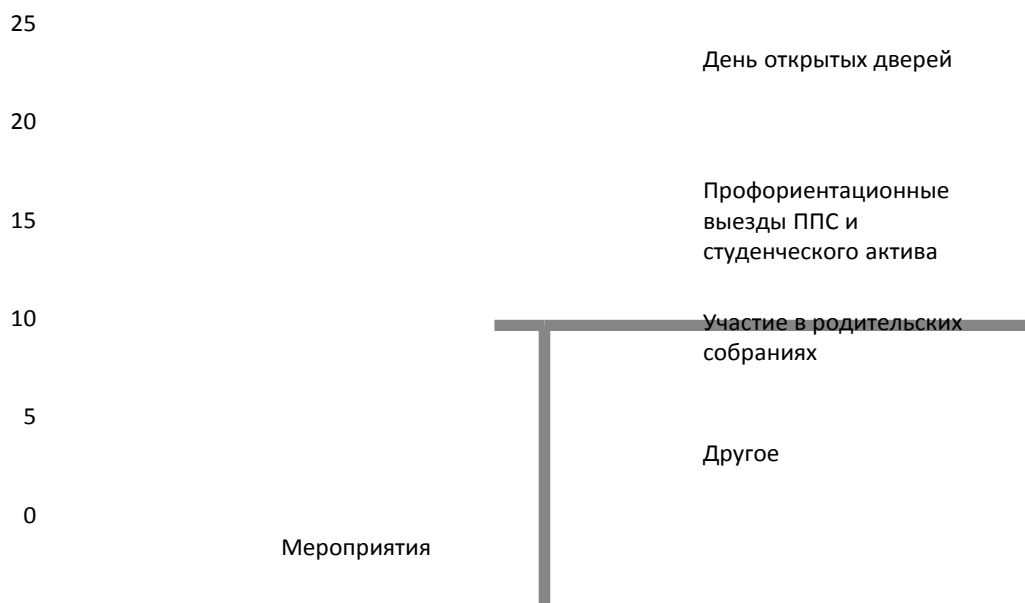 25
День открытых дверей
20
Профориентационные
15
выезды ППС и
студенческого актива
10
Участие в родительских
собраниях
5
Другое
0
Мероприятия